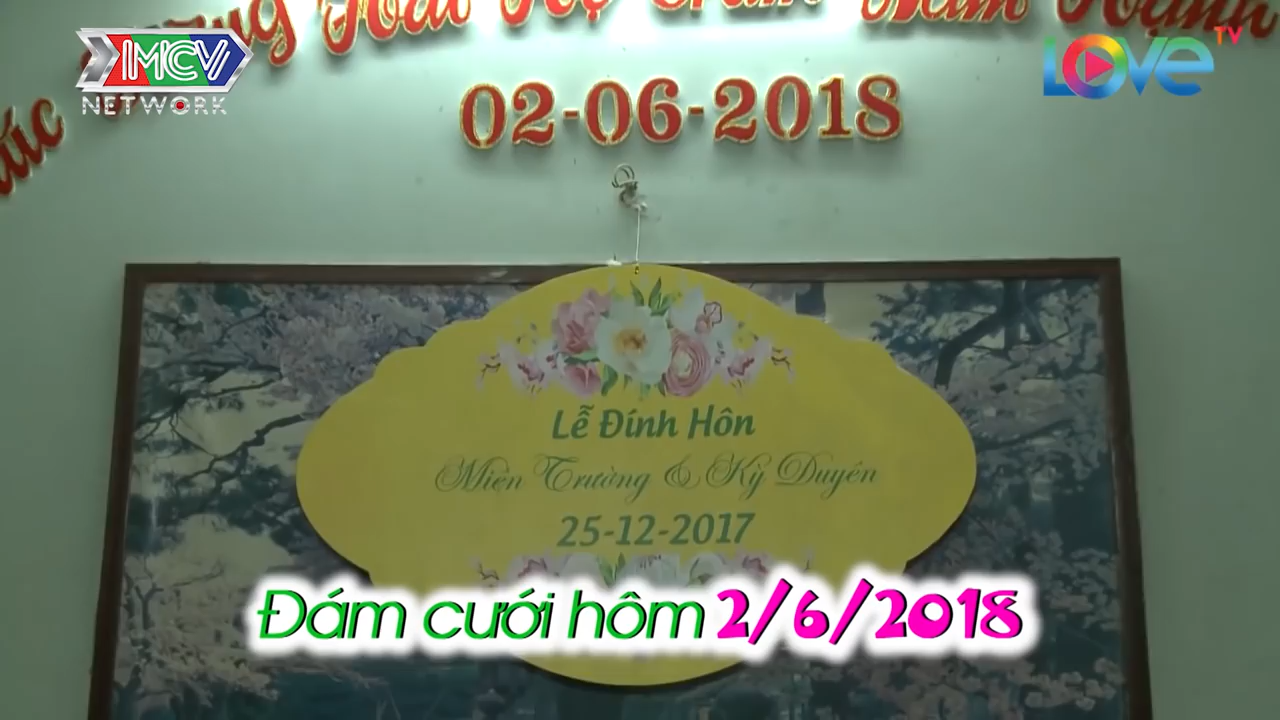 MCV
NETWORK
LOVE TV
02-06-2018
Lễ Đính Hôn
Miên Trường & Kỳ Duyên
25-12-2017
Đám cưới hôm 2/6/2018